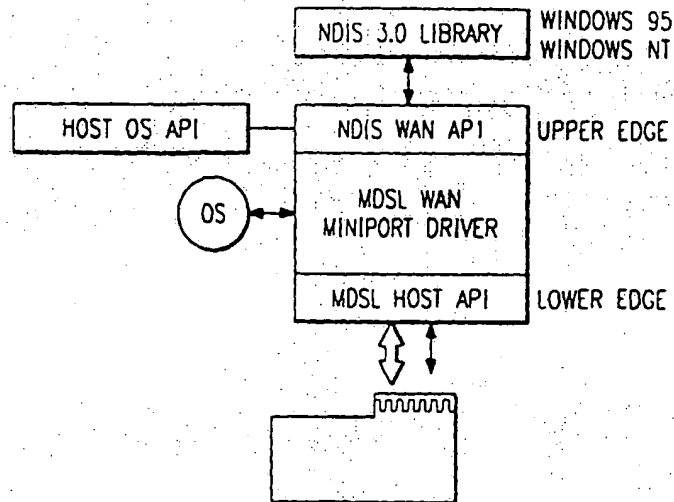 NDIS 3.0 LIBRARY
WINDOWS 95
WINDOWS NT
HOST OS API
NDIS WAN API
UPPER EDGE
OS
MDSL WAN
MINIPORT DRIVER
MDSL HOST API
LOWER EDGE